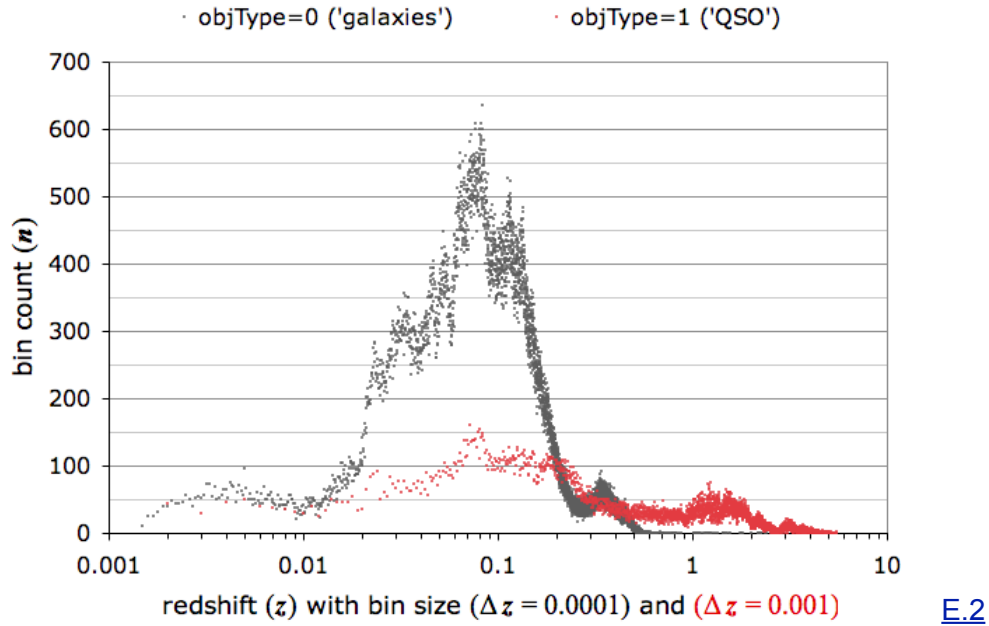 objType=0 ('galaxies') objType=1 ('QSO')
700
600
500
400
300
200
100
0
bin count (n)
0.001 0.01 0.1 1 10
redshift (z) with bin size (Δz = 0.0001) and (Δz = 0.001)
E.2